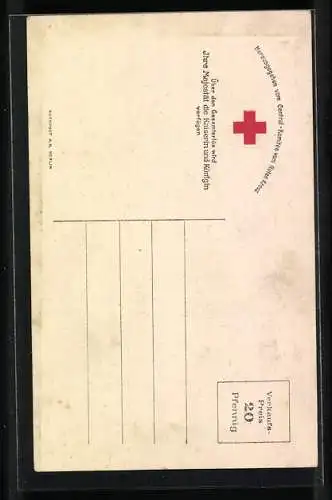 Herausgegeben vom Central-Komitee vom Roten Kreuz
Über den Gesamterlös wird
Ihre Majestät die Kaiserin und Königin
verfügen
Verkaufs-
Preis
20
Pfennig